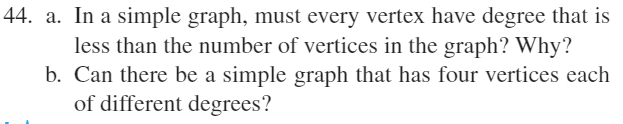 44. a. In a simple graph, must every vertex have degree that is
less than the number of vertices in the graph? Why?
b. Can there be a simple graph that has four vertices each
of different degrees?